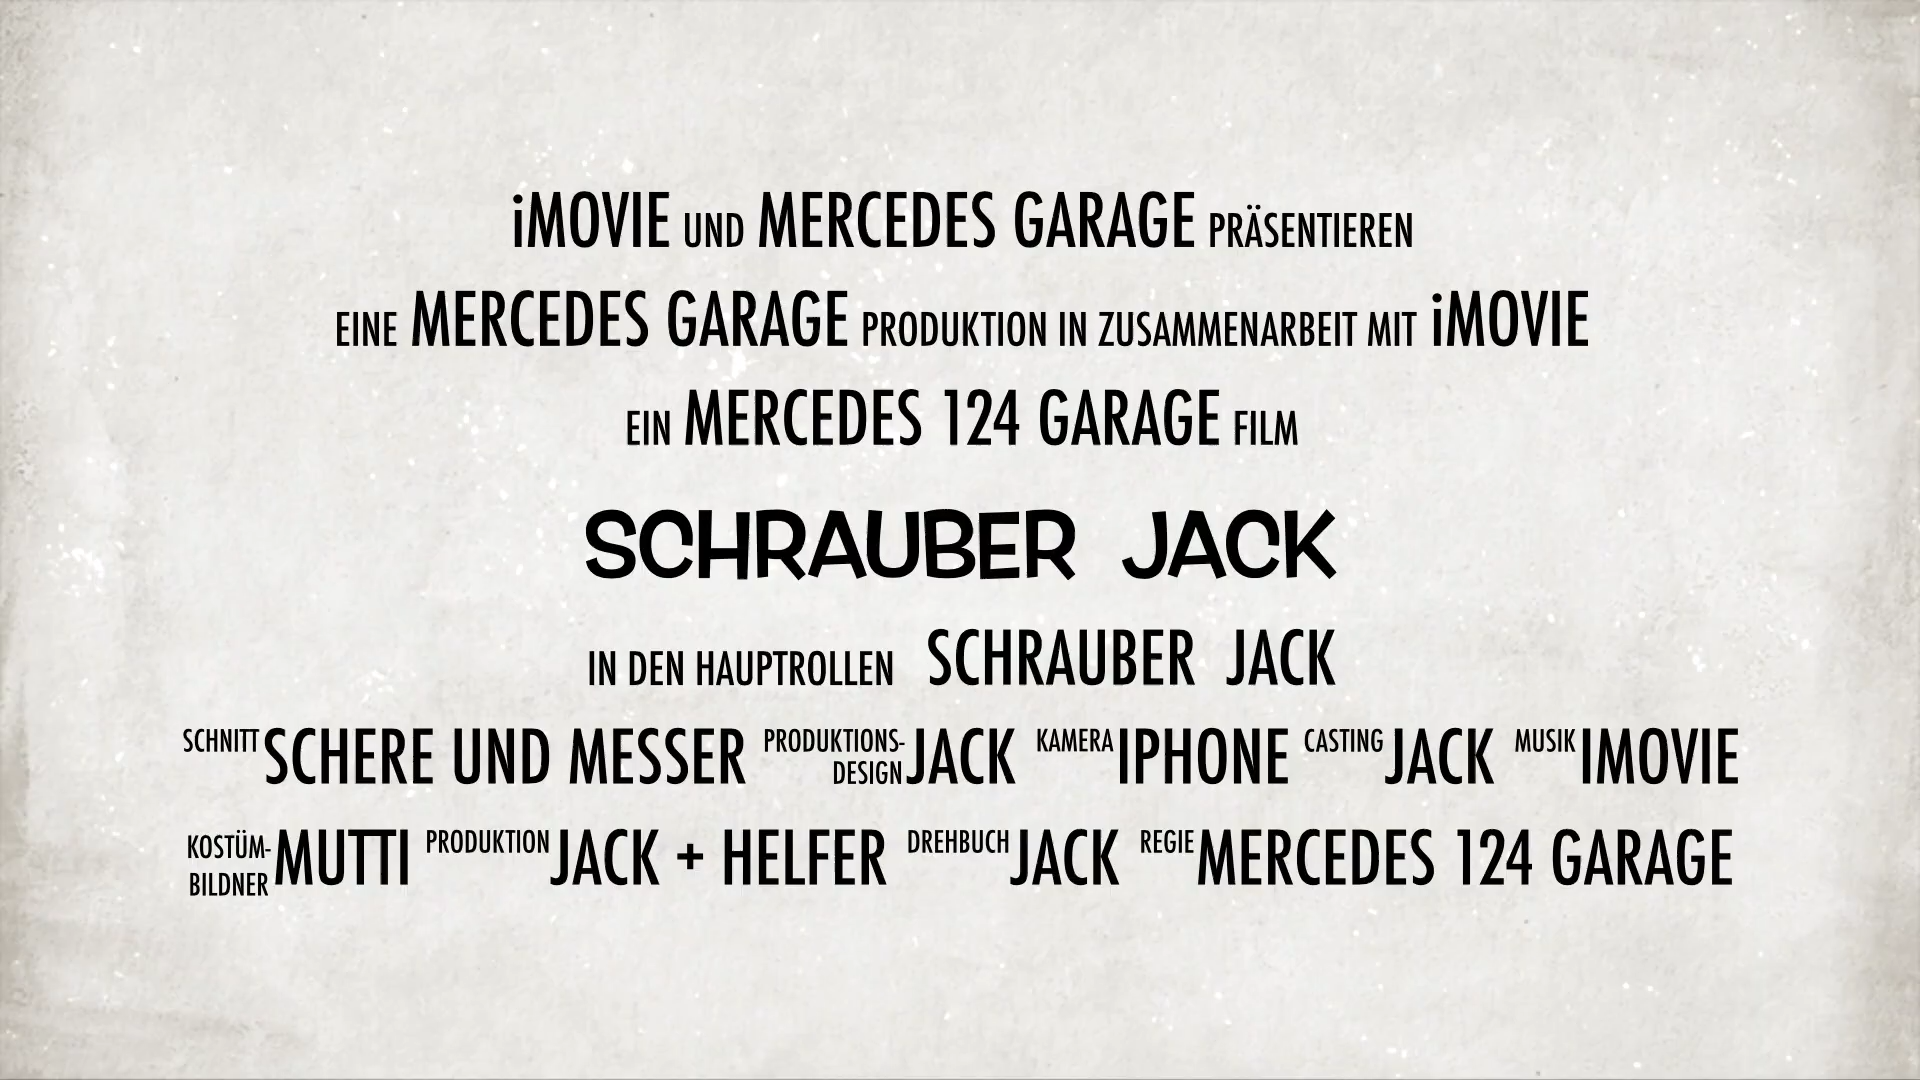 iMOVIE UND MERCEDES GARAGE PRÄSENTIEREN
EINE MERCEDES GARAGE PRODUKTION IN ZUSAMMENARBEIT MIT iMOVIE
EIN MERCEDES 124 GARAGE FILM
SCHRAUBER JACK
IN DEN HAUPTROLLEN SCHRAUBER JACK
SCHNITT SCHERE UND MESSER PRODUKTIONS-DESIGN JACK KAMERA IPHONE CASTING JACK MUSIK IMOVIE
KOSTÜM-BILDNER MUTTI PRODUKTION JACK + HELFER DREHBUCH JACK REGIE MERCEDES 124 GARAGE